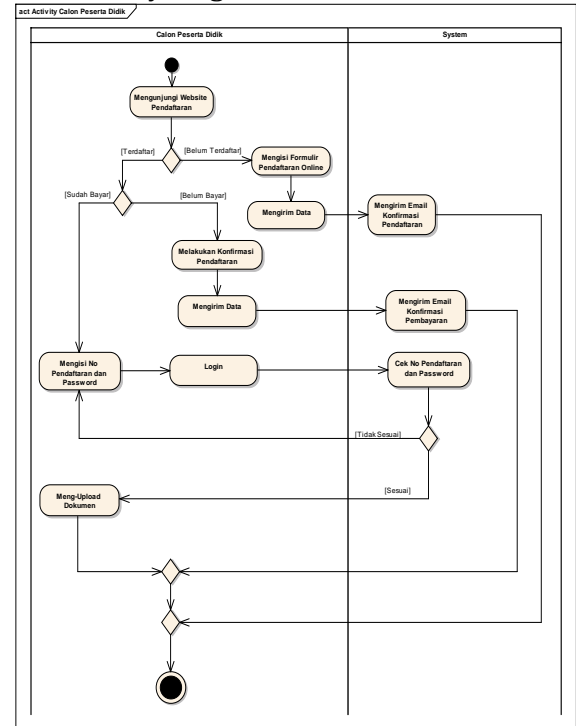 act Activity Calon Peserta Didik
Calon Peserta Didik
System
Mengunjungi Website
Pendaftaran
[Terdaftar]
[Belum Terdaftar]
Mengisi Formulir
Pendaftaran Online
[Sudah Bayar]
[Belum Bayar]
Mengirim Data
Mengirim Email
Konfirmasi
Pendaftaran
Melakukan Konfirmasi
Pendaftaran
Mengirim Data
Mengirim Email
Konfirmasi
Pembayaran
Mengisi No
Pendaftaran dan
Password
Login
Cek No Pendaftaran
dan Password
[Tidak Sesuai]
[Sesuai]
Meng-Upload
Dokumen